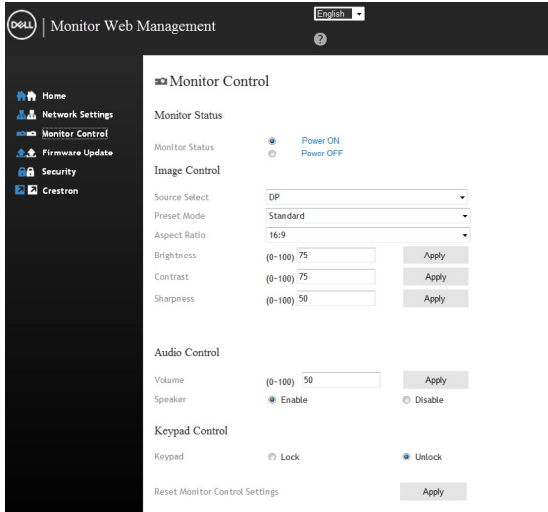 DELL | Monitor Web Management
English
?
Home
Network Settings
Monitor Control
Firmware Update
Security
Crestron
Monitor Control
Monitor Status
Monitor Status Power ON
Power OFF
Image Control
Source Select DP
Preset Mode Standard
Aspect Ratio 16:9
Brightness (0~100) 75 Apply
Contrast (0~100) 75 Apply
Sharpness (0~100) 50 Apply
Audio Control
Volume (0~100) 50 Apply
Speaker Enable Disable
Keypad Control
Keypad Lock Unlock
Reset Monitor Control Settings Apply